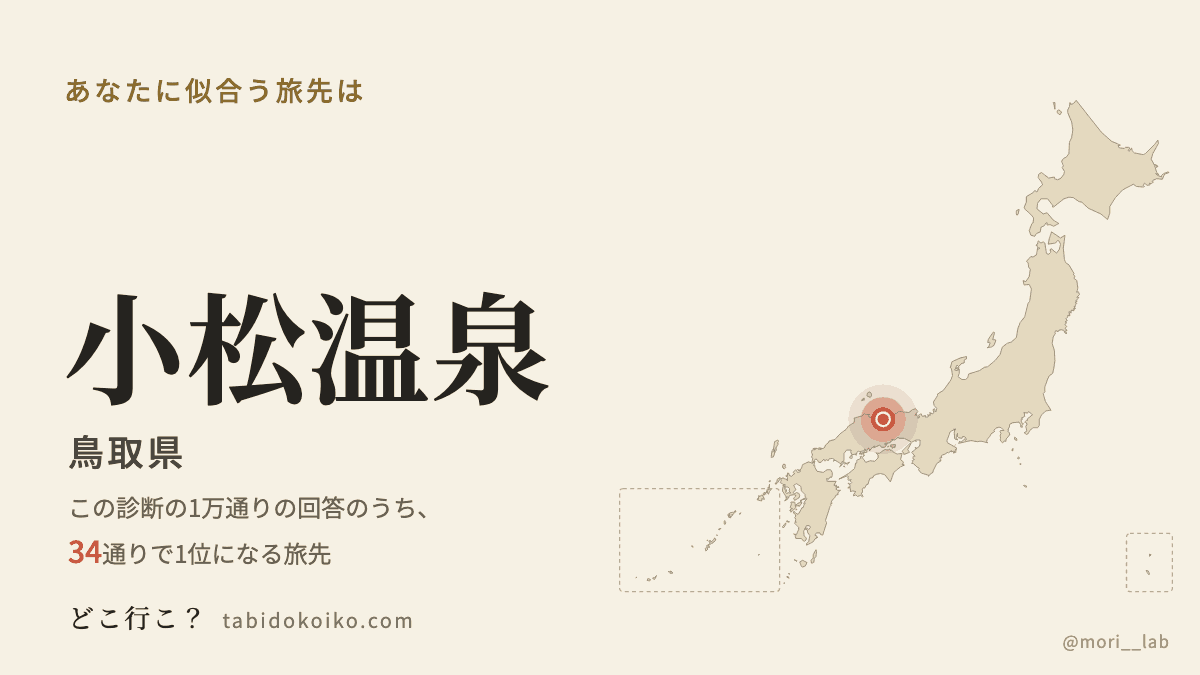 あなたに似合う旅先は
小松温泉
鳥取県
この診断の1万通りの回答のうち、
34通りで1位になる旅先
どこ行こ？ tabidokoiko.com
@mori__lab